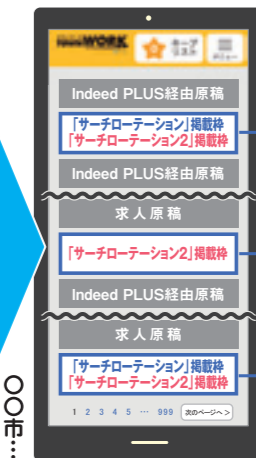 WORK
キープ
リスト
メニュー
Indeed PLUS経由原稿
「サーチローテーション」掲載枠
「サーチローテーション2」掲載枠
Indeed PLUS経由原稿
求人原稿
「サーチローテーション2」掲載枠
Indeed PLUS経由原稿
求人原稿
「サーチローテーション」掲載枠
「サーチローテーション2」掲載枠
1 2 3 4 5 … 999 次のページへ >
〇〇市…